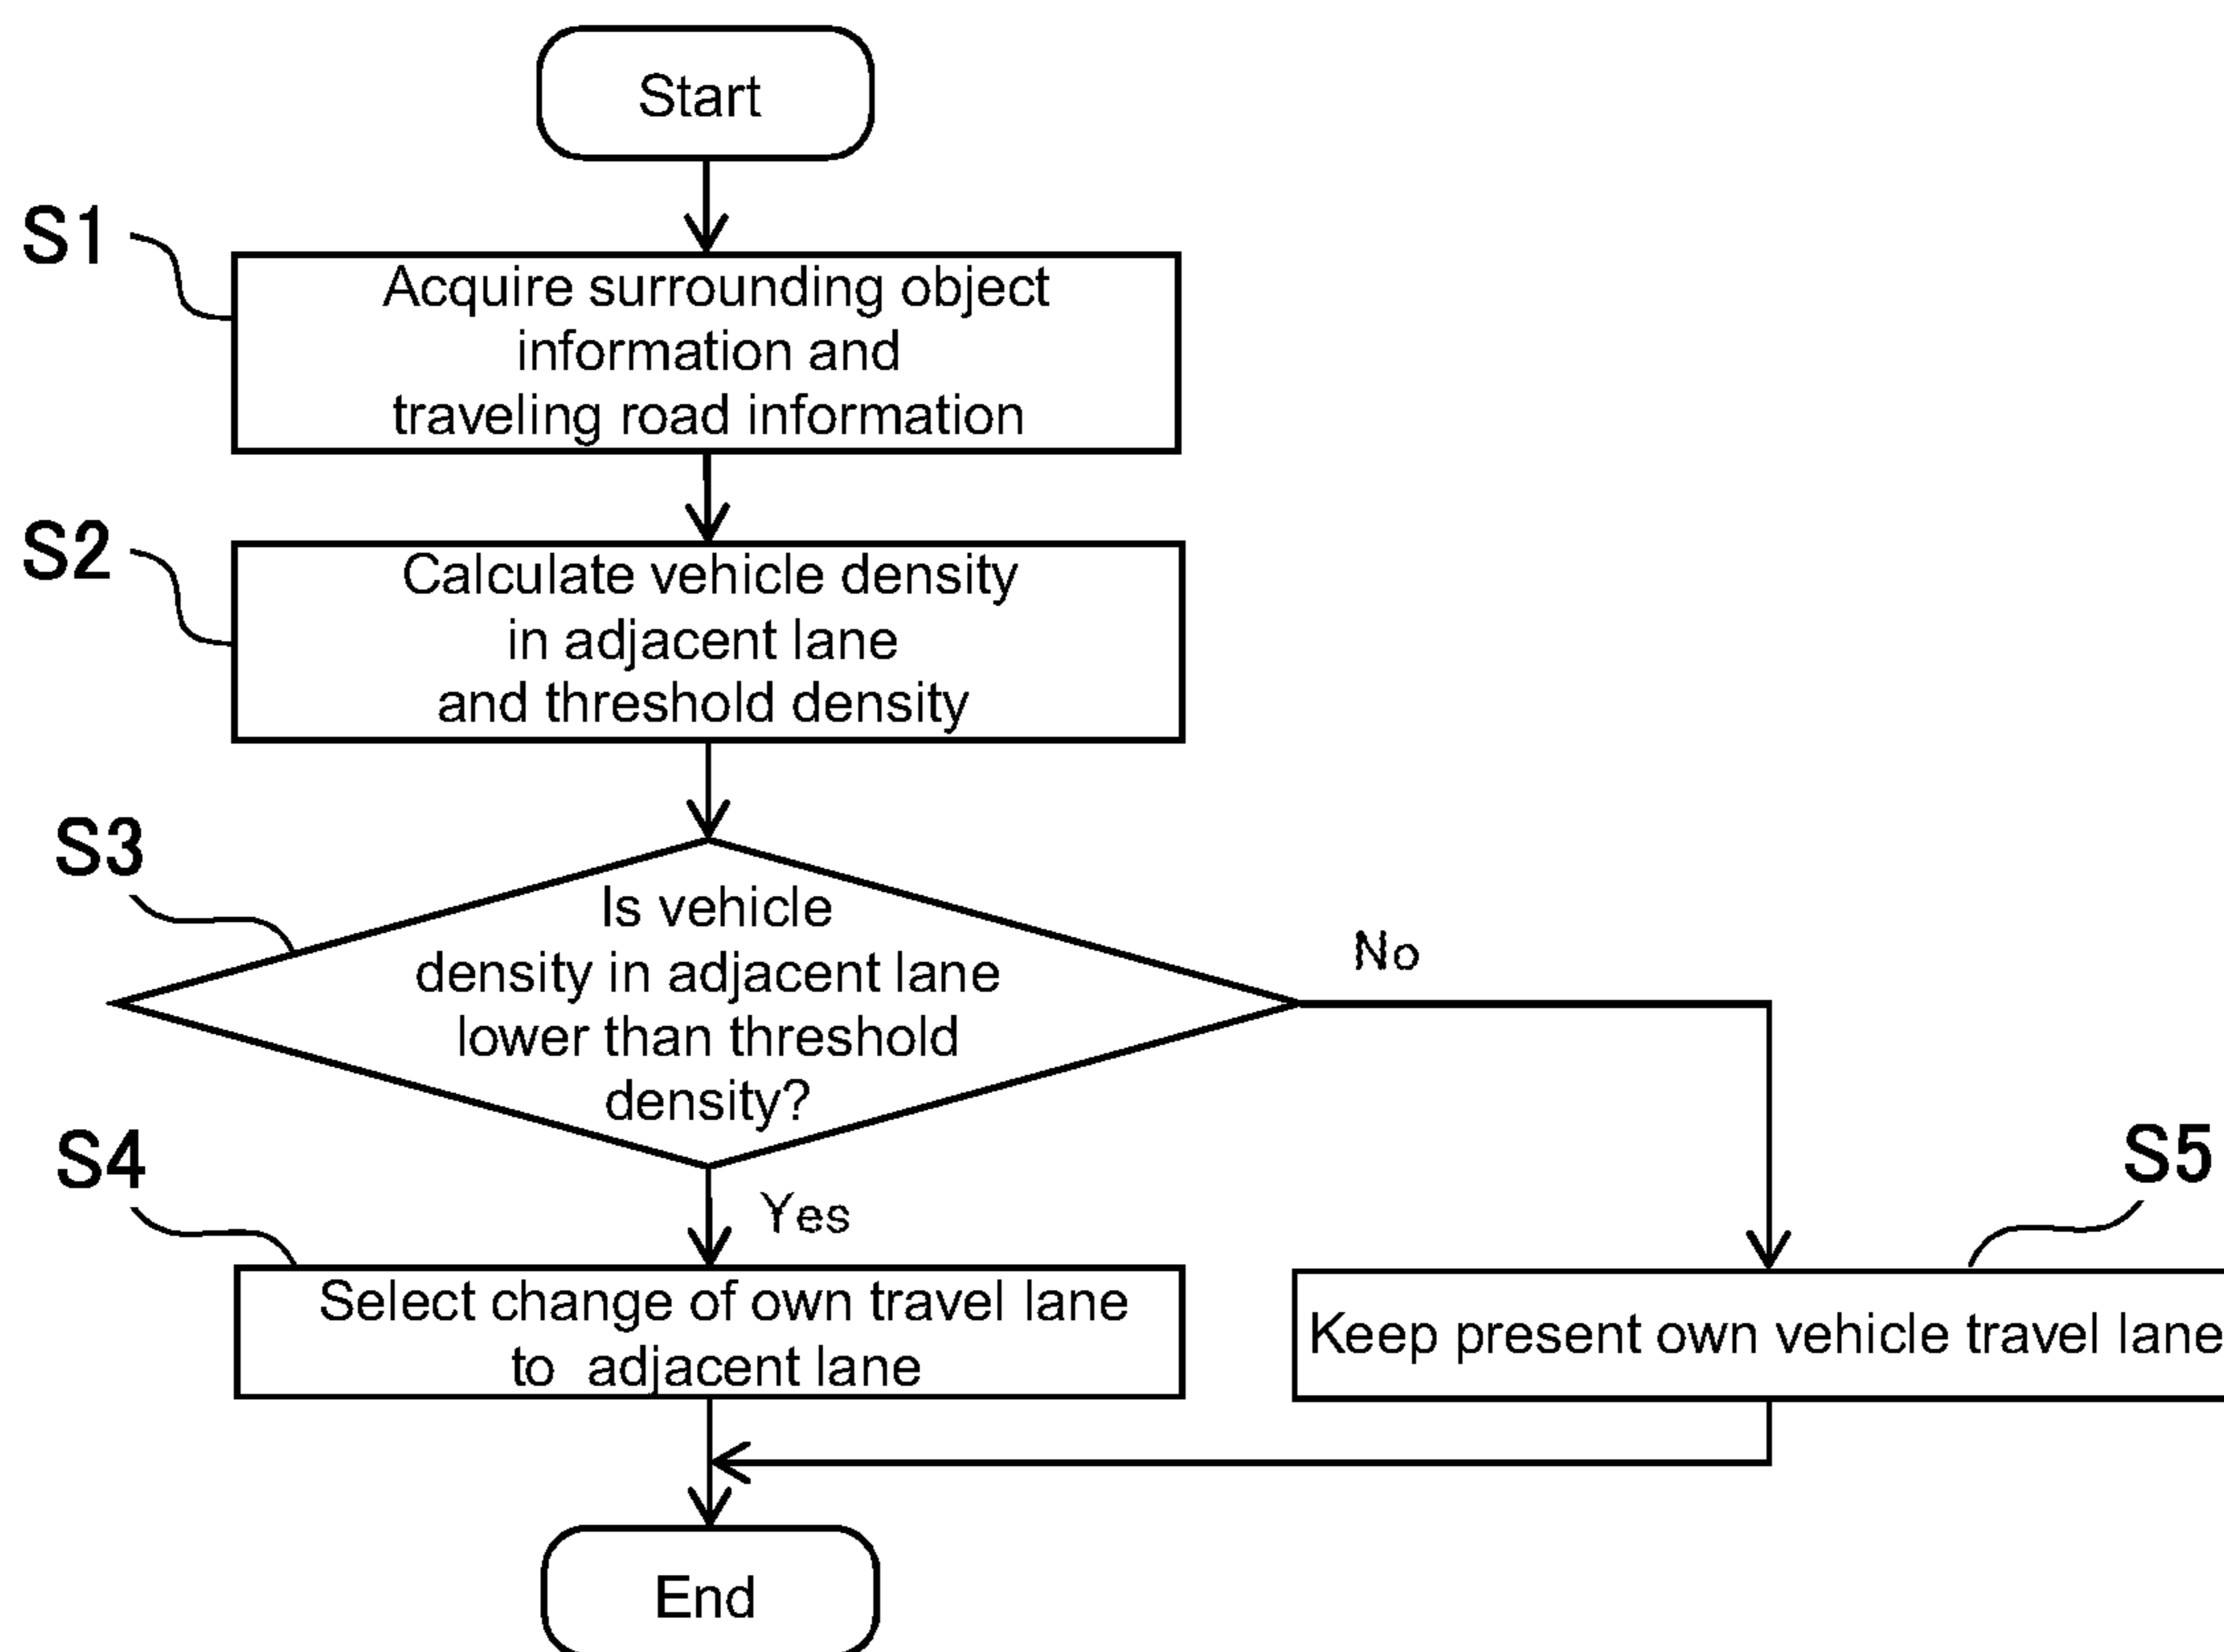 Start
S1
Acquire surrounding object
information and
traveling road information
S2
Calculate vehicle density
in adjacent lane
and threshold density
S3
Is vehicle
density in adjacent lane
lower than threshold
density?
No
Yes
S4
Select change of own travel lane
to adjacent lane
S5
Keep present own vehicle travel lane
End